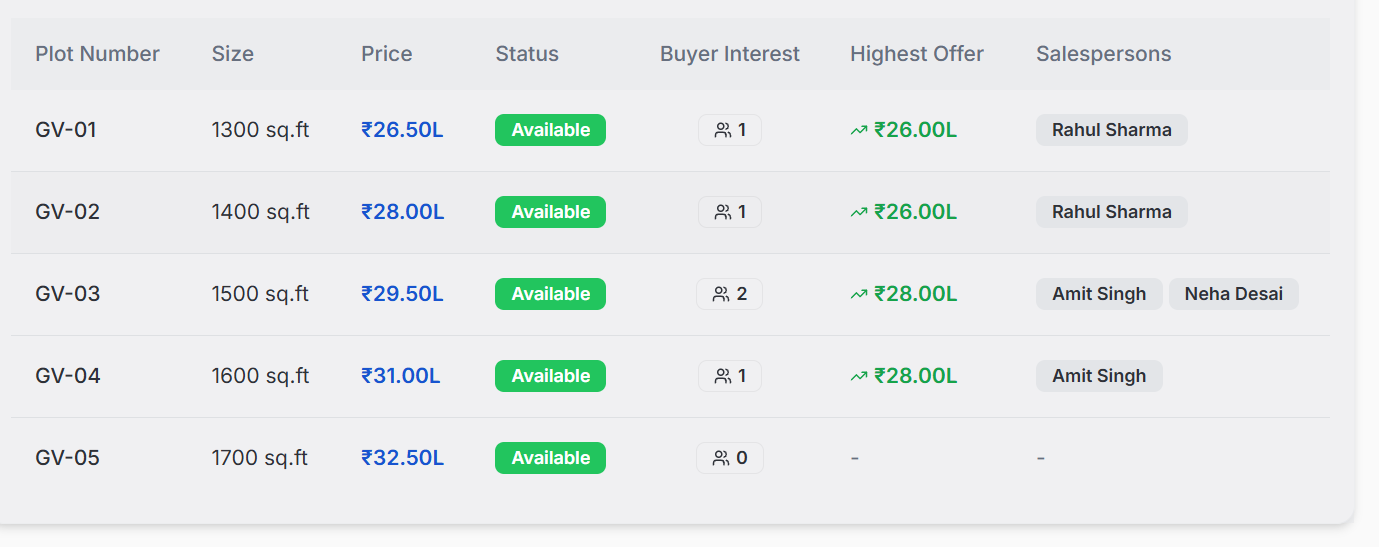 Plot Number Size Price Status Buyer Interest Highest Offer Salespersons
GV-01 1300 sq.ft ₹26.50L Available 1 ₹26.00L Rahul Sharma
GV-02 1400 sq.ft ₹28.00L Available 1 ₹26.00L Rahul Sharma
GV-03 1500 sq.ft ₹29.50L Available 2 ₹28.00L Amit Singh Neha Desai
GV-04 1600 sq.ft ₹31.00L Available 1 ₹28.00L Amit Singh
GV-05 1700 sq.ft ₹32.50L Available 0 - -